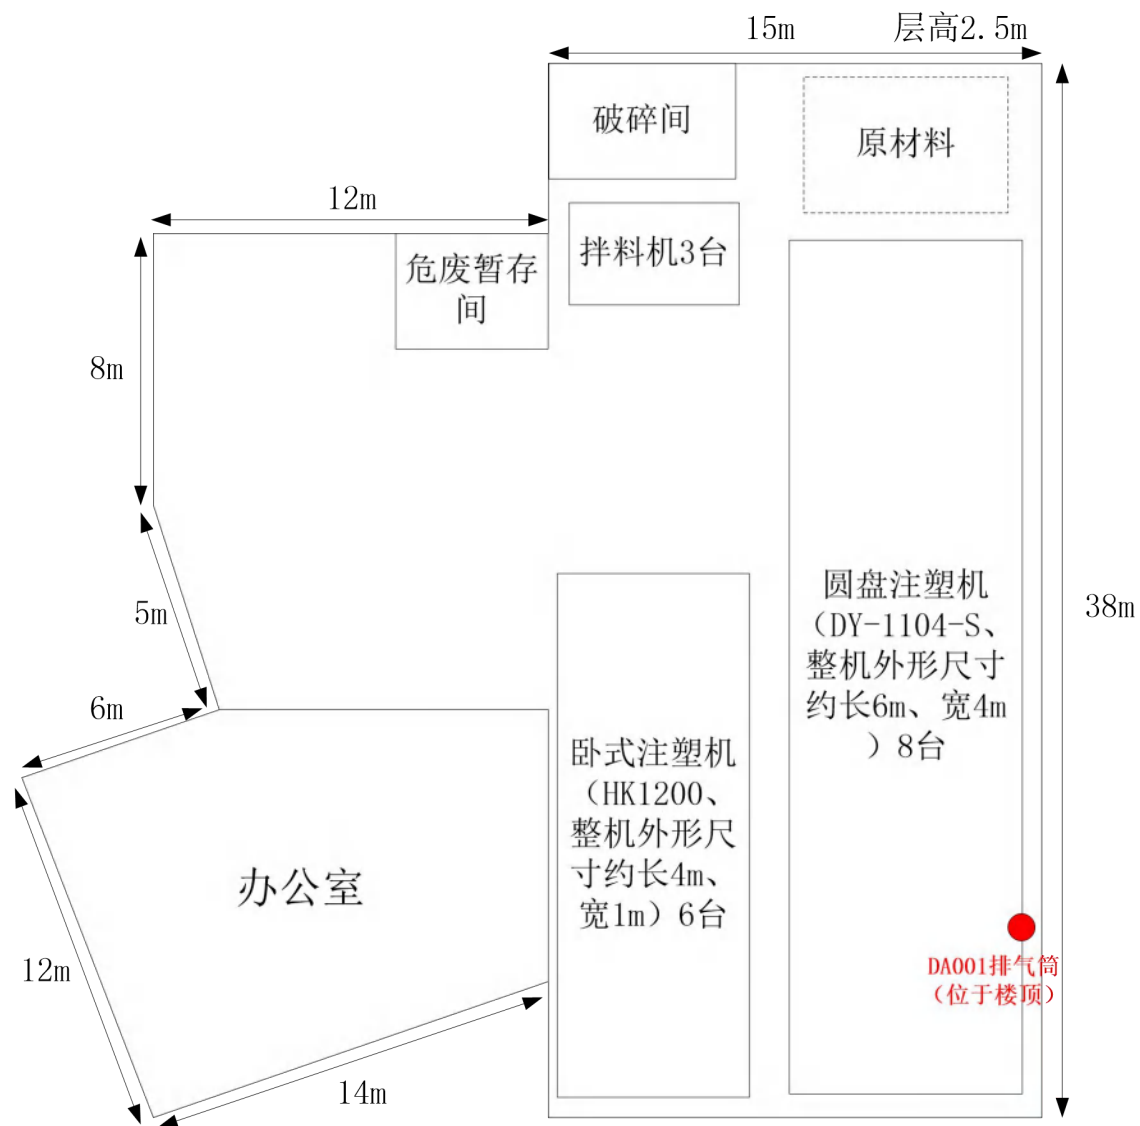 15m
层高2.5m
破碎间
原材料
12m
拌料机3台
危废暂存
间
8m
5m
圆盘注塑机
（DY-1104-S、
整机外形尺寸
约长6m、宽4m
）8台
38m
6m
卧式注塑机
（HK1200、
整机外形尺
寸约长4m、
宽1m）6台
办公室
12m
DA001排气筒
（位于楼顶）
14m